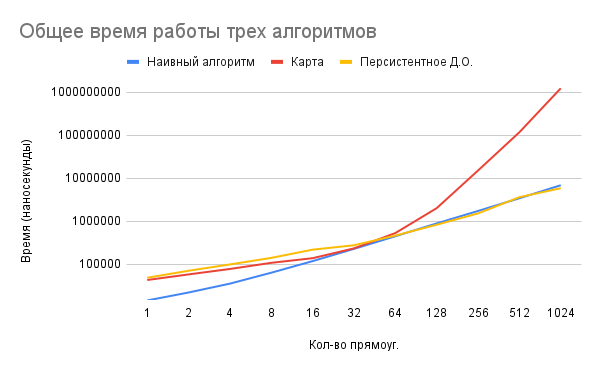 Общее время работы трех алгоритмов
Наивный алгоритм Карта Персистентное Д.О.
Время (наносекунды)
1000000000
100000000
10000000
1000000
100000
1 2 4 8 16 32 64 128 256 512 1024
Кол-во прямоуг.